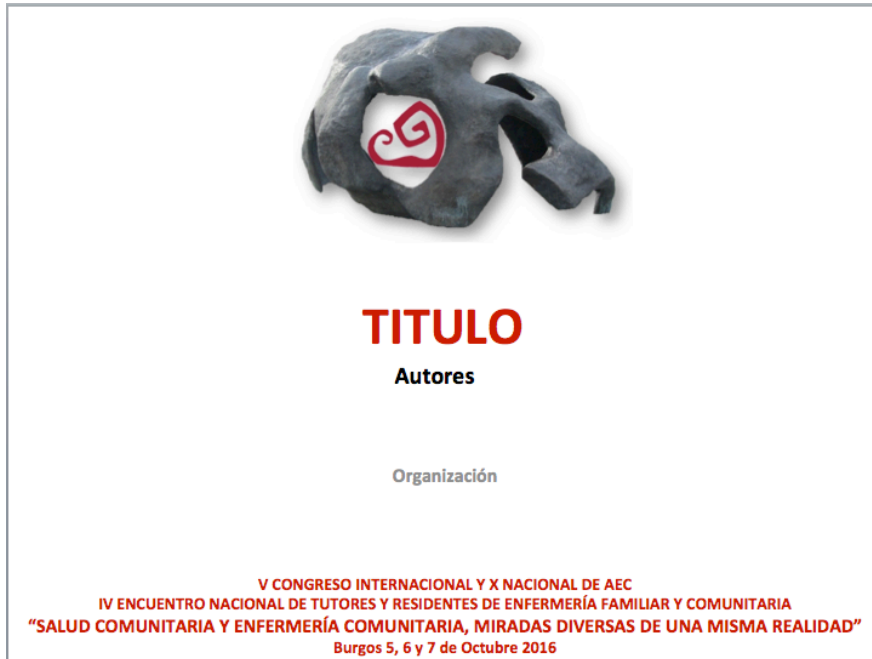 TITULO
Autores
Organización
V CONGRESO INTERNACIONAL Y X NACIONAL DE AEC
IV ENCUENTRO NACIONAL DE TUTORES Y RESIDENTES DE ENFERMERÍA FAMILIAR Y COMUNITARIA
“SALUD COMUNITARIA Y ENFERMERÍA COMUNITARIA, MIRADAS DIVERSAS DE UNA MISMA REALIDAD”
Burgos 5, 6 y 7 de Octubre 2016